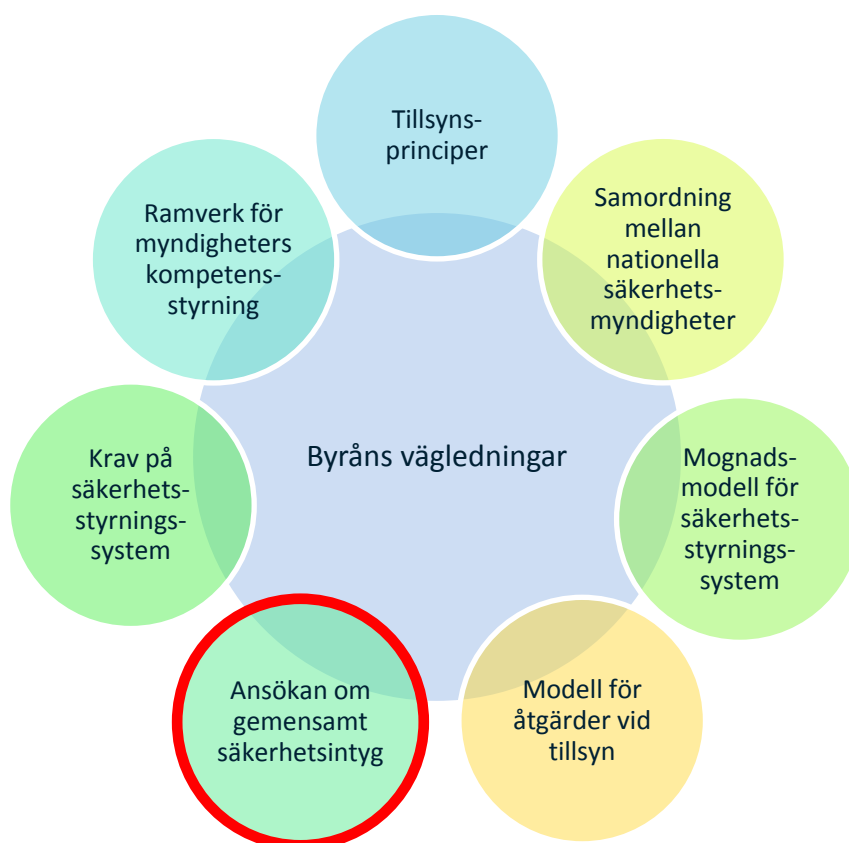 Tillsyns-
principer
Samordning
mellan
nationella
säkerhets-
myndigheter
Mognads-
modell för
säkerhets-
styrnings-
system
Modell för
åtgärder vid
tillsyn
Ansökan om
gemensamt
säkerhetsintyg
Krav på
säkerhets-
styrnings-
system
Ramverk för
myndigheters
kompetens-
styrning
Byråns vägledningar